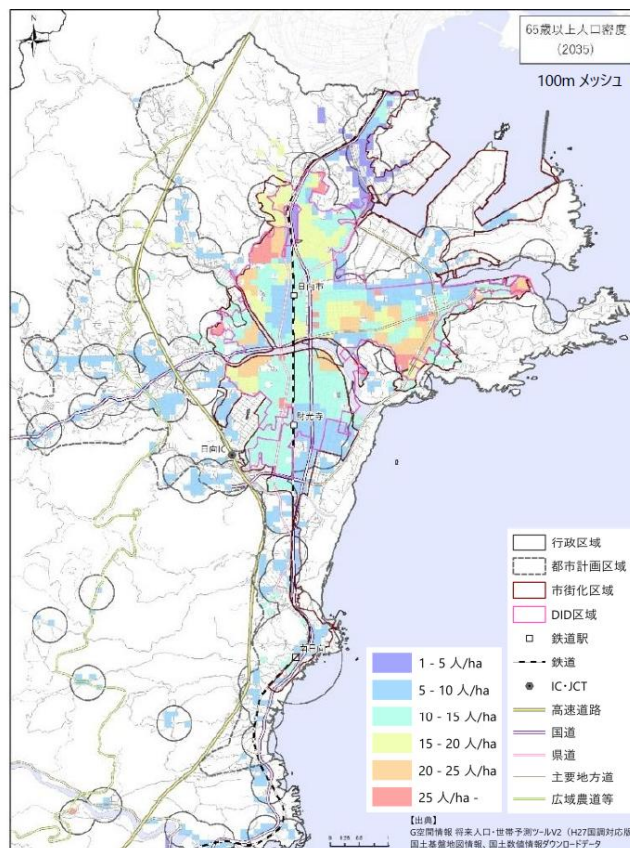 65歳以上人口密度
(2035)
100m メッシュ
日向市
財光寺
日向IC
南日向
1 - 5 人/ha
5 - 10 人/ha
10 - 15 人/ha
15 - 20 人/ha
20 - 25 人/ha
25 人/ha -
行政区域
都市計画区域
市街化区域
DID区域
鉄道駅
鉄道
IC・JCT
高速道路
国道
県道
主要地方道
広域農道等
【出典】
G空間情報 将来人口・世帯予測ツールV2(H27国調対応版
国土基盤地図情報、国土数値情報ダウンロードデータ